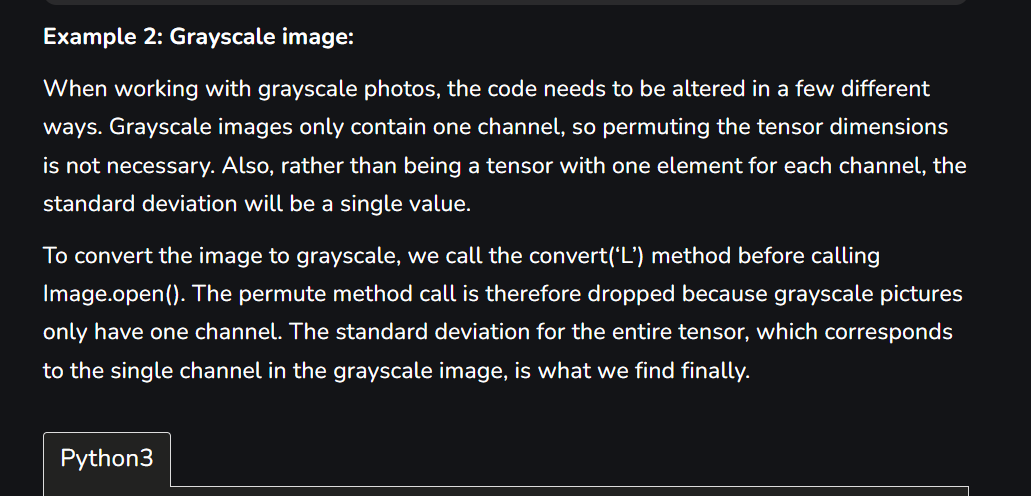 Example 2: Grayscale image:
When working with grayscale photos, the code needs to be altered in a few different
ways. Grayscale images only contain one channel, so permuting the tensor dimensions
is not necessary. Also, rather than being a tensor with one element for each channel, the
standard deviation will be a single value.
To convert the image to grayscale, we call the convert(‘L’) method before calling
Image.open(). The permute method call is therefore dropped because grayscale pictures
only have one channel. The standard deviation for the entire tensor, which corresponds
to the single channel in the grayscale image, is what we find finally.
Python3